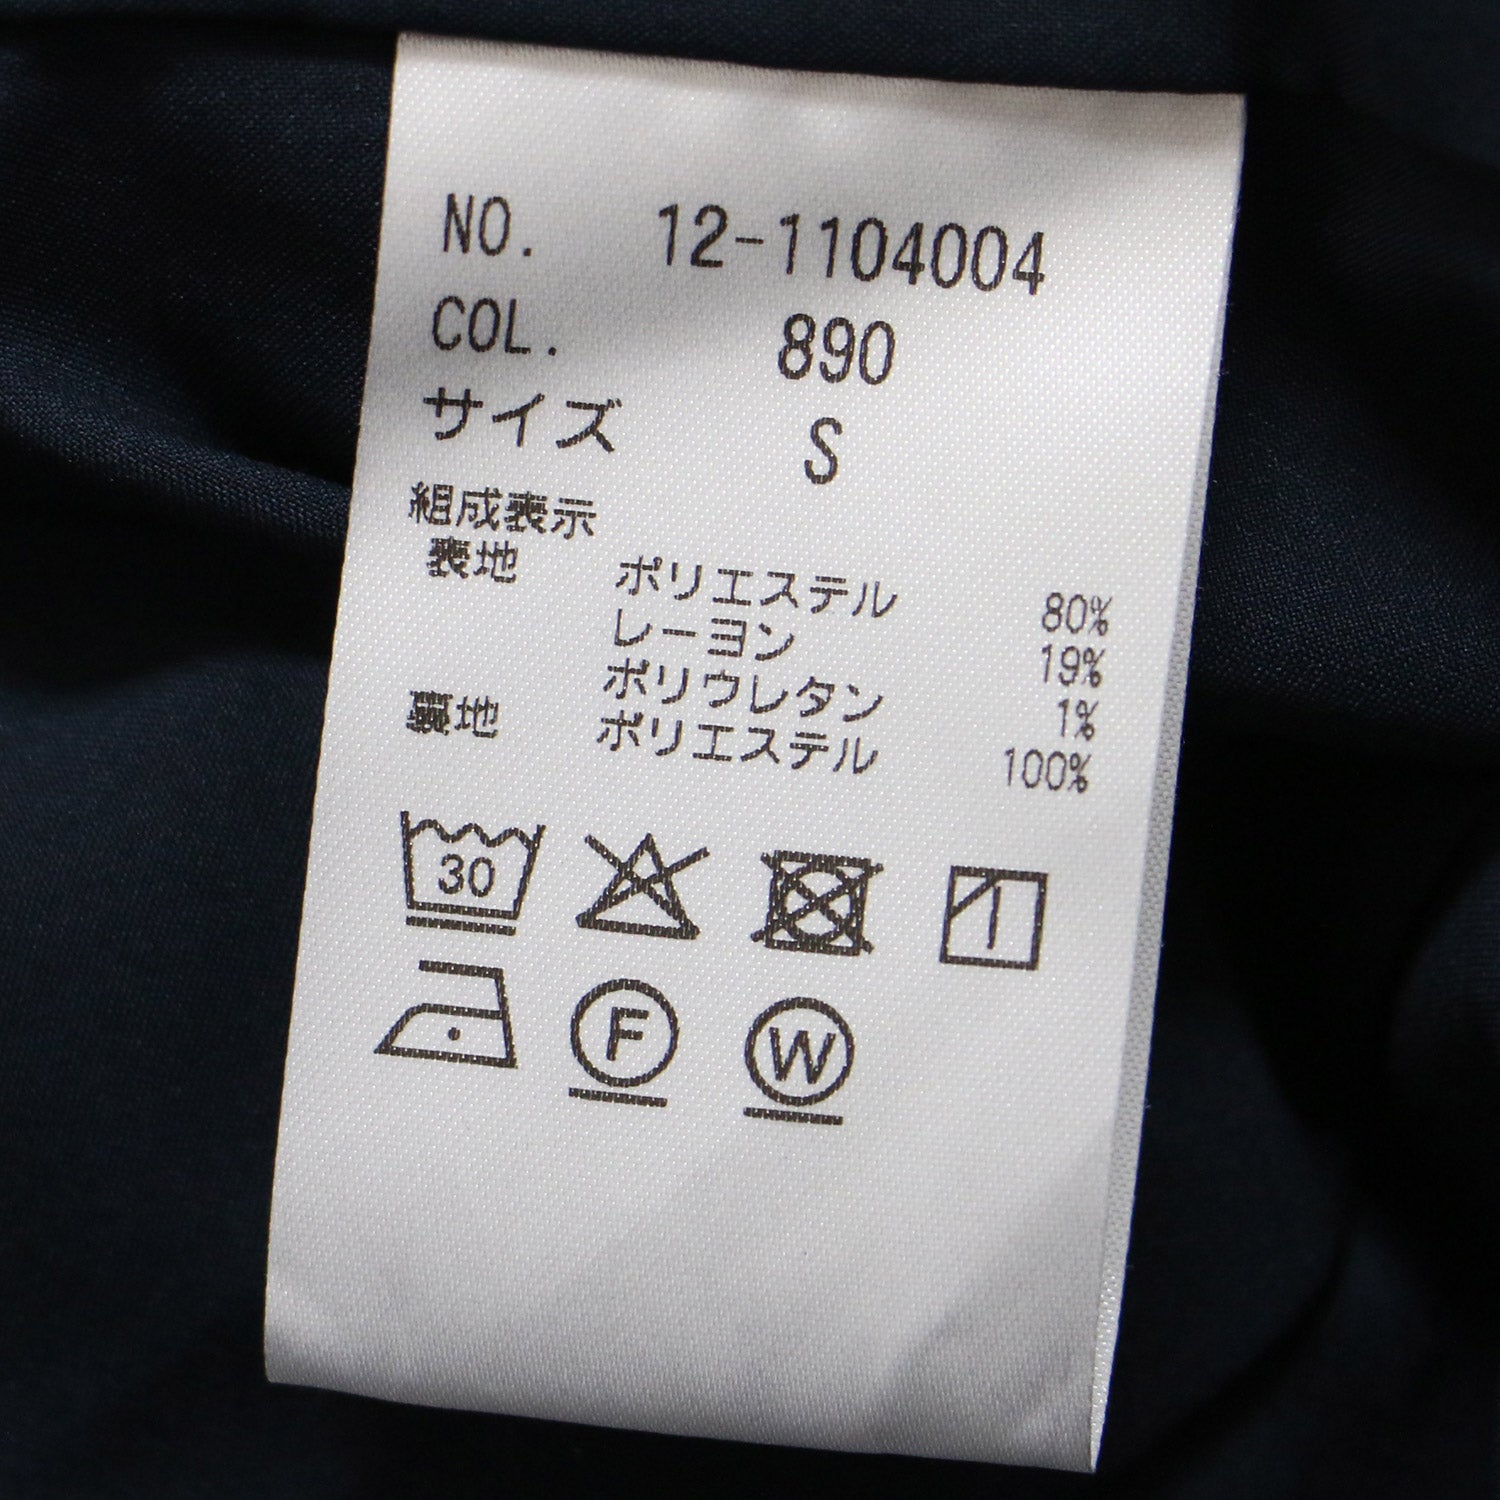 NO. 12-1104004
COL. 890
サイズ S
組成表示
表地 ポリエステル 80%
レーヨン 19%
ポリウレタン 1%
裏地 ポリエステル 100%
30
F
W